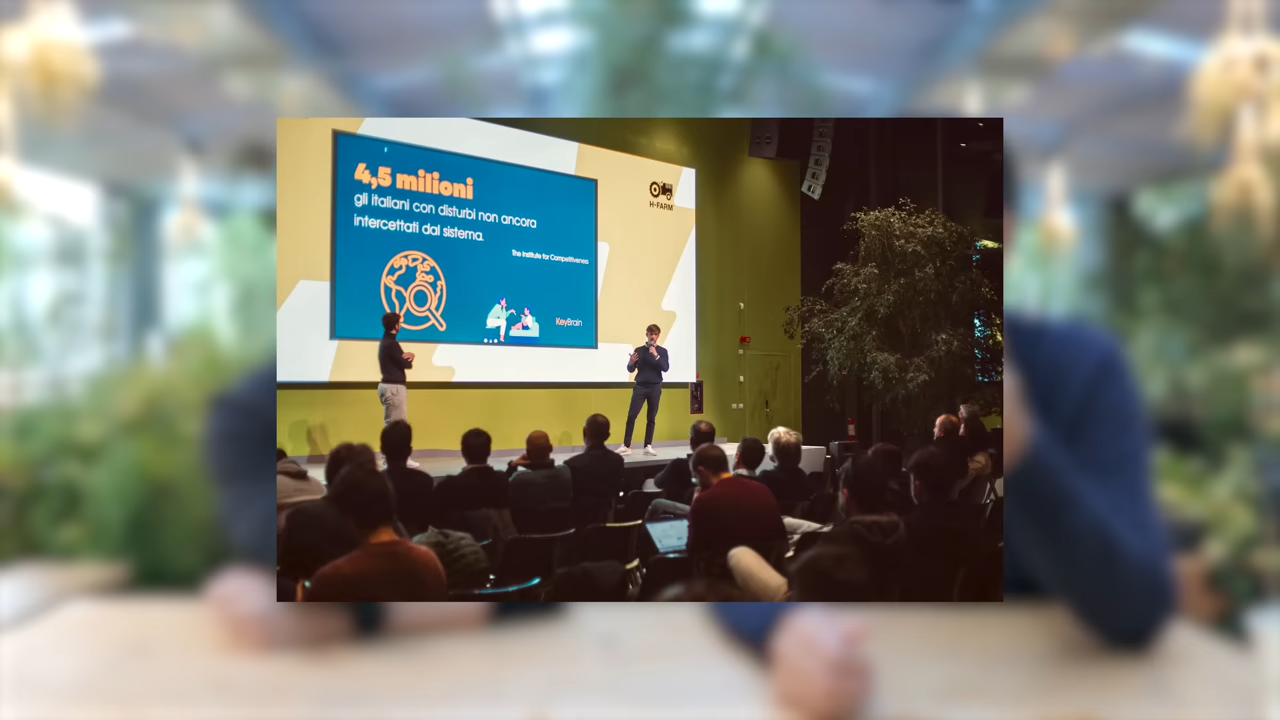 4,5 milioni
gli italiani con disturbi non ancora
intercettati dal sistema.
The Institute for Competitiveness
KeyBrain
H-FARM